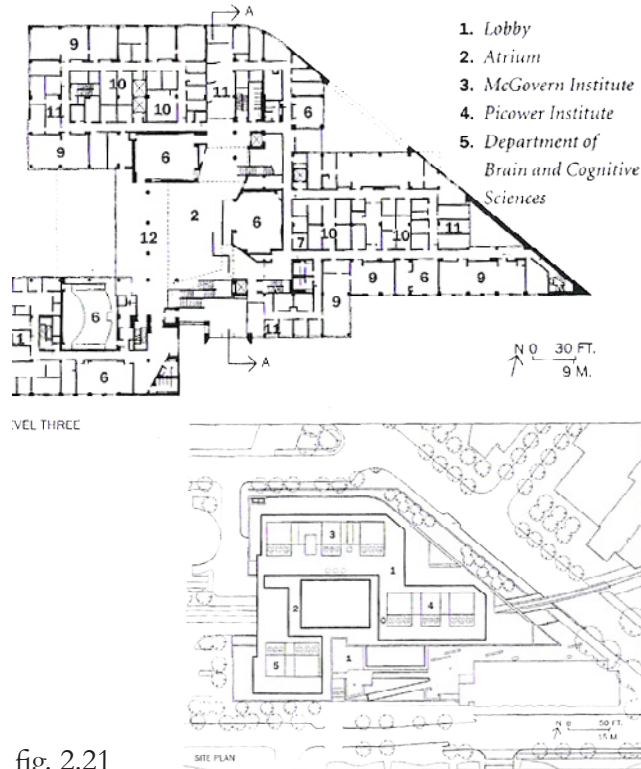 A
1. Lobby
2. Atrium
3. McGovern Institute
4. Picower Institute
5. Department of
Brain and Cognitive
Sciences
9
10
11
10
11
6
9
6
2
6
12
7
10
10
11
9
6
9
9
6
1
11
6
A
N 0 30 FT.
9 M.
EVEL THREE
3
1
2
4
5
1
N 0 50 FT.
15 M
SITE PLAN
fig. 2.21